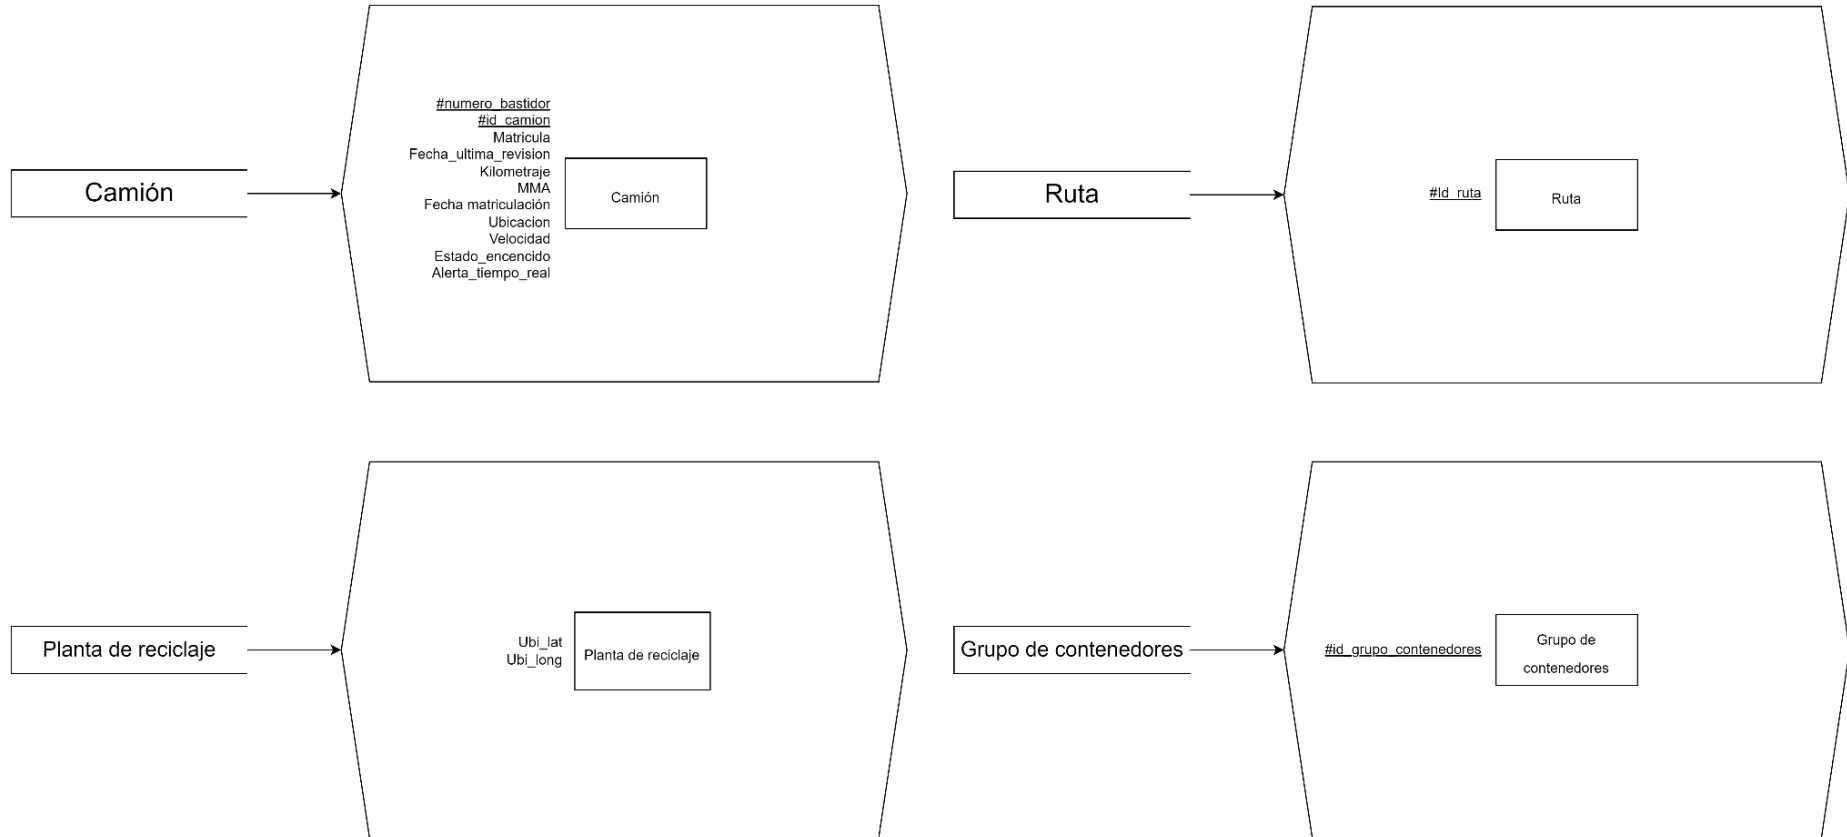 Camión
#numero_bastidor
#id_camion
Matricula
Fecha_ultima_revision
Kilometraje
MMA
Fecha matriculación
Ubicacion
Velocidad
Estado_encencido
Alerta_tiempo_real
Camión
Ruta
#Id_ruta
Ruta
Planta de reciclaje
Ubi_lat
Ubi_long
Planta de reciclaje
Grupo de contenedores
#id_grupo_contenedores
Grupo de
contenedores